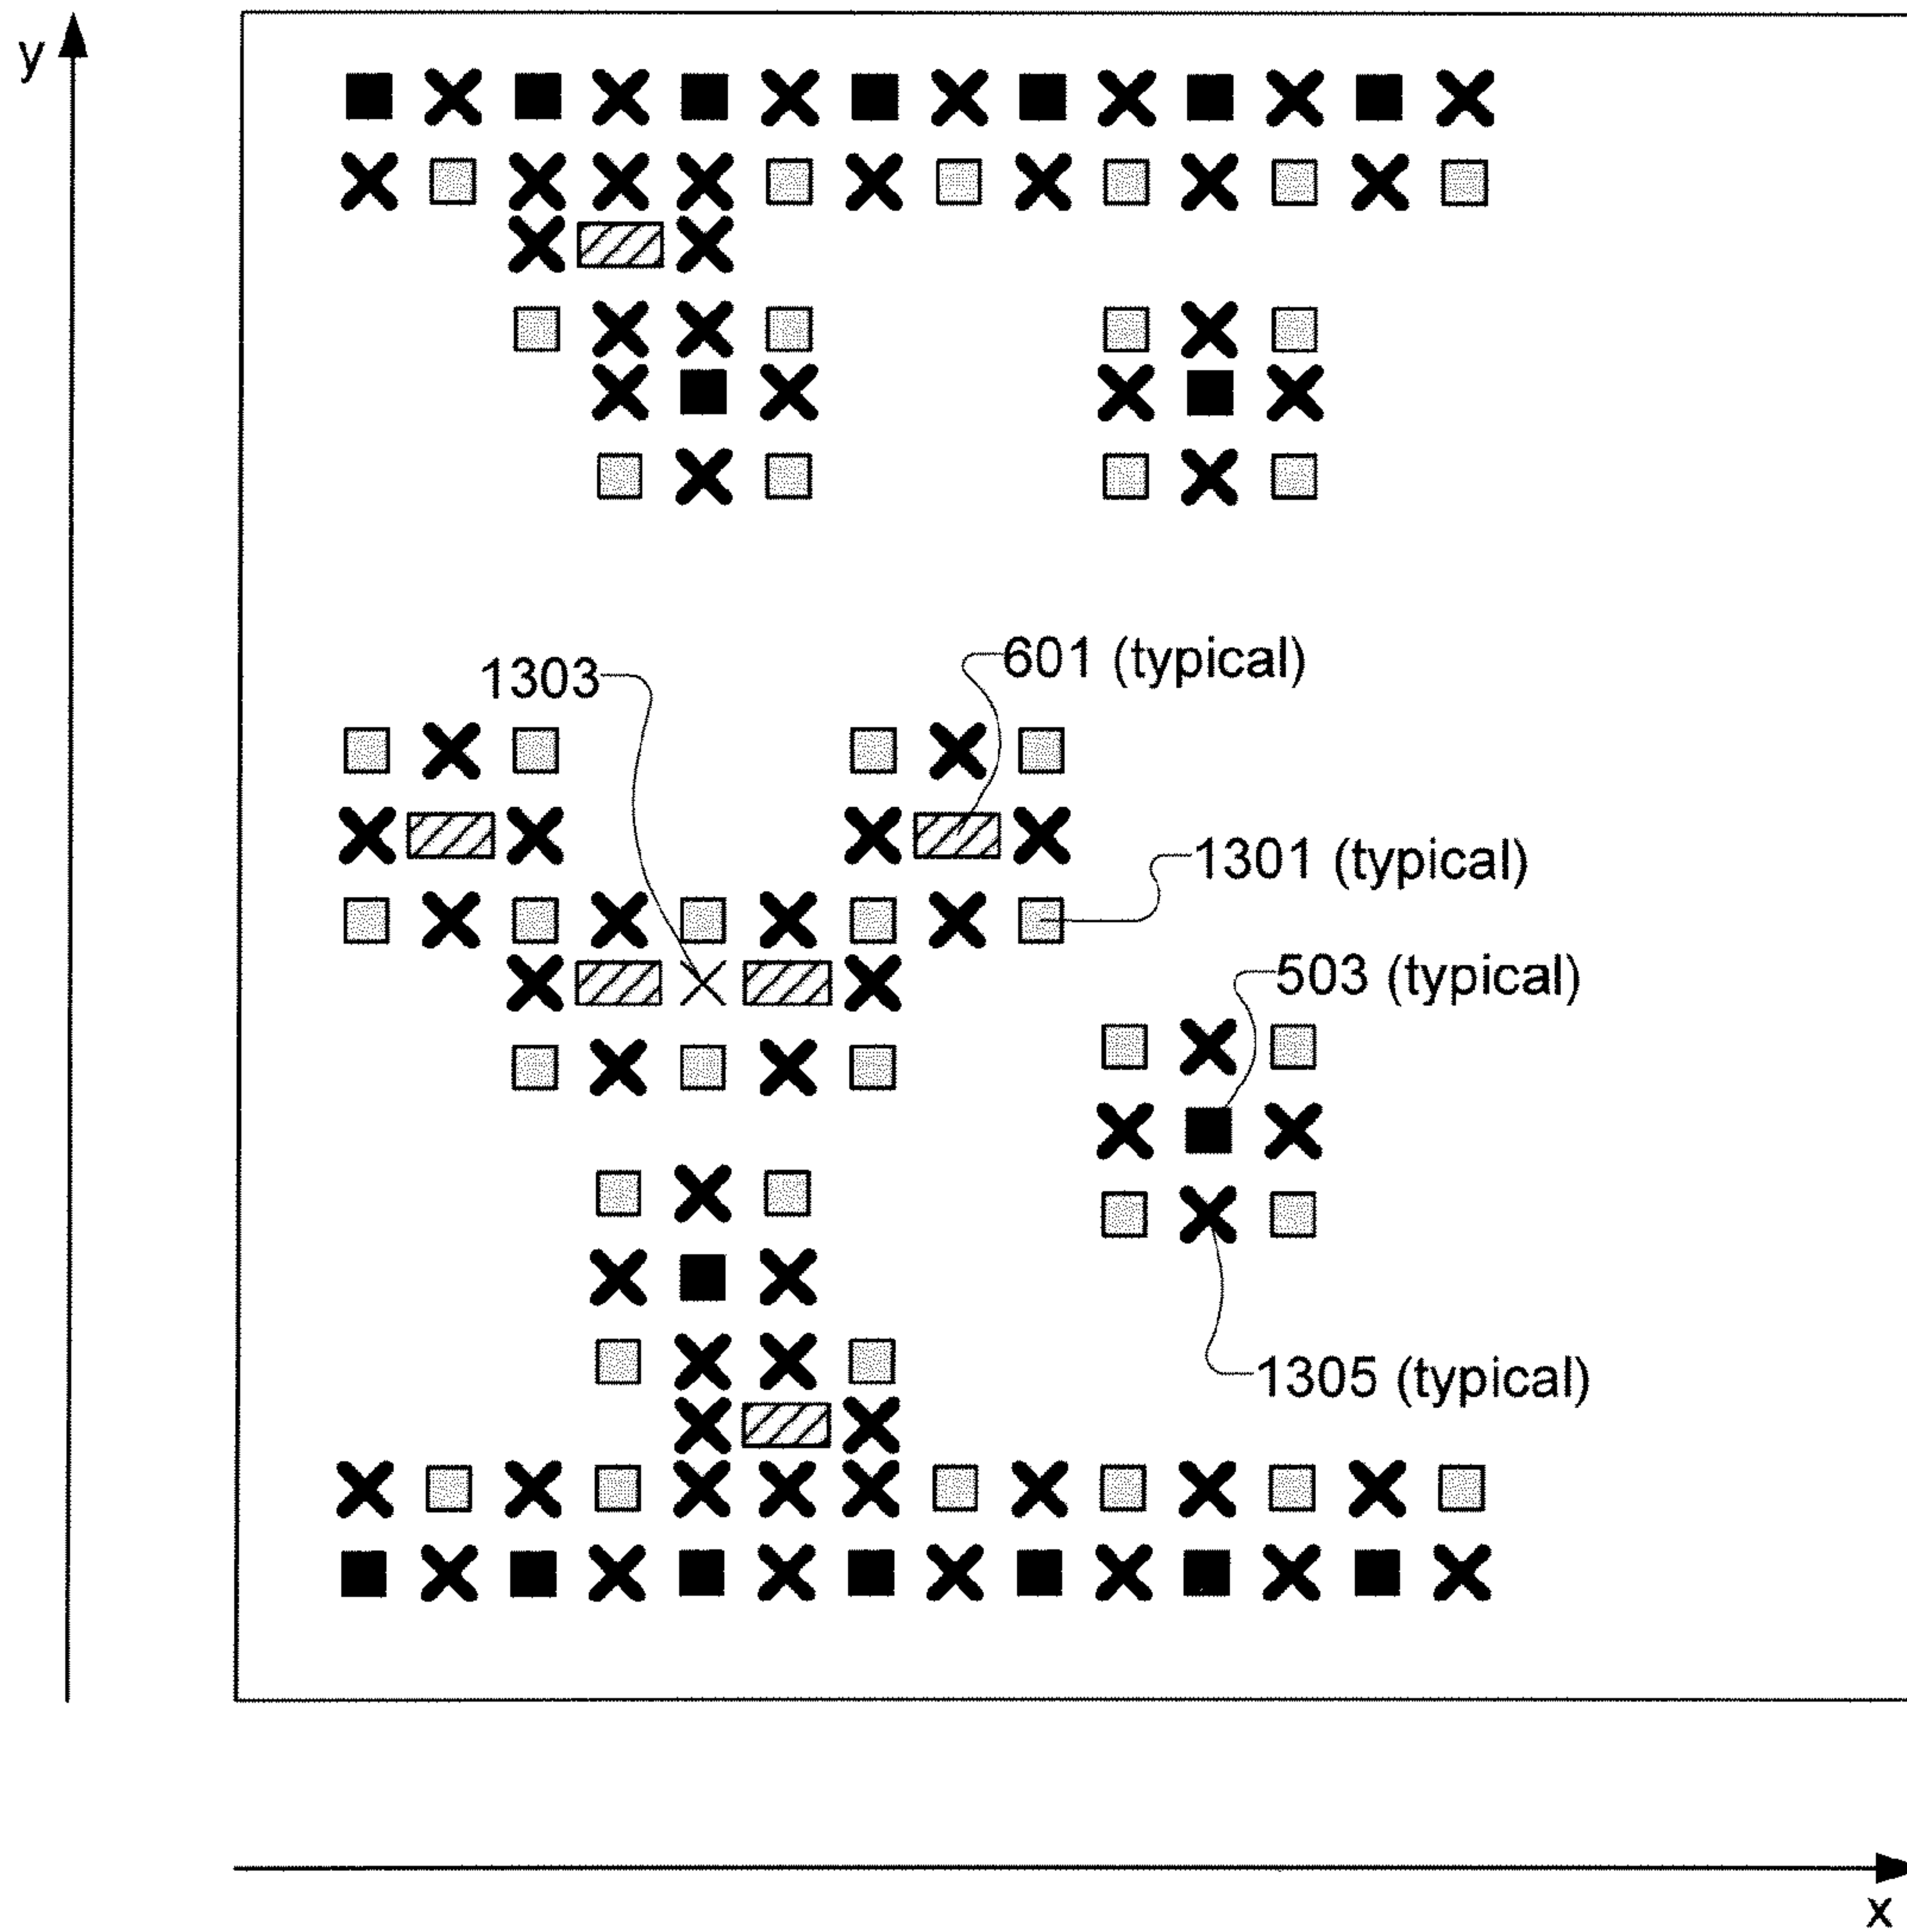 y
601 (typical)
1303
1301 (typical)
503 (typical)
1305 (typical)
x